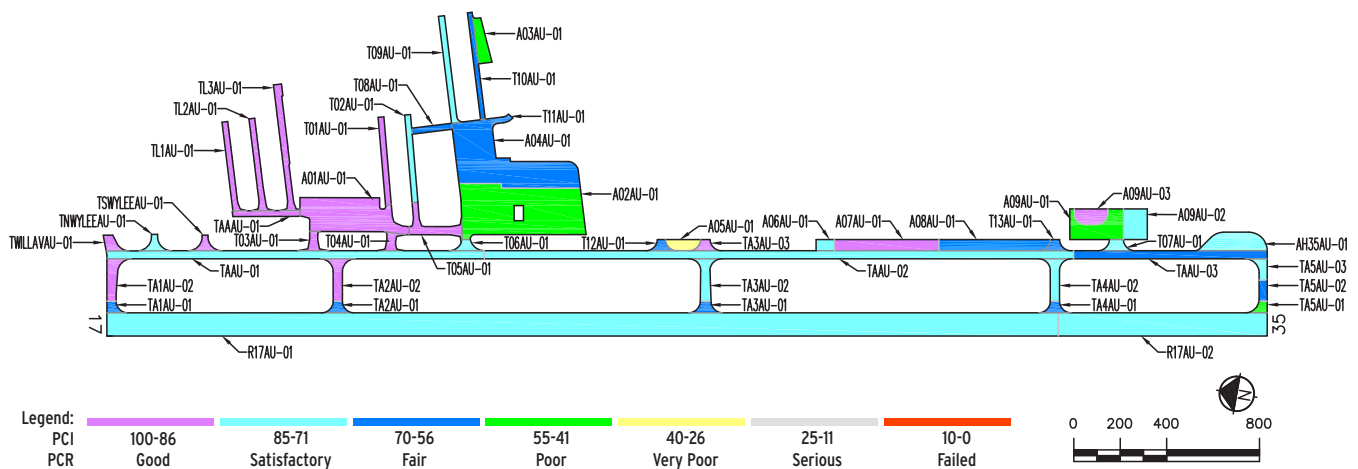 A03AU-01
T09AU-01
T10AU-01
T08AU-01
TL3AU-01
T02AU-01
TL2AU-01
T11AU-01
T01AU-01
A04AU-01
TL1AU-01
A01AU-01
A02AU-01
A09AU-01
A09AU-03
TSWYLEEAU-01
TAAAU-01
TNWYLEEAU-01
A05AU-01
A06AU-01
A07AU-01
A08AU-01
T13AU-01
A09AU-02
TWILLAVAU-01
T03AU-01
T04AU-01
T06AU-01
T12AU-01
TA3AU-03
T07AU-01
AH35AU-01
T05AU-01
TAAU-01
TAAU-02
TAAU-03
TA5AU-03
TA1AU-02
TA2AU-02
TA3AU-02
TA4AU-02
TA5AU-02
TA1AU-01
TA2AU-01
TA3AU-01
TA4AU-01
TA5AU-01
17
35
R17AU-01
R17AU-02
N
Legend:
PCI 100-86 85-71 70-56 55-41 40-26 25-11 10-0
PCR Good Satisfactory Fair Poor Very Poor Serious Failed
0 200 400 800